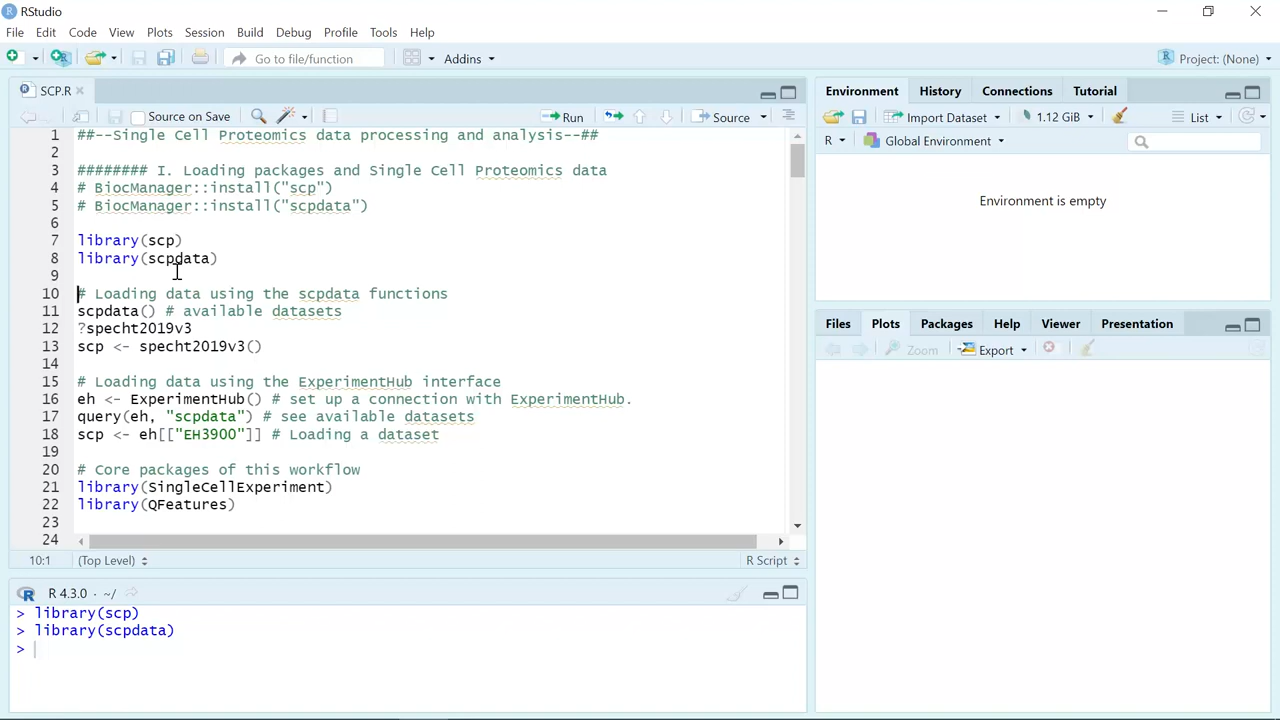 RStudio
File Edit Code View Plots Session Build Debug Profile Tools Help
Go to file/function Addins Project: (None)
SCP.R
Source on Save Run Source
1 ##--Single Cell Proteomics data processing and analysis--##
2
3 ######## I. Loading packages and Single Cell Proteomics data
4 # BiocManager::install("scp")
5 # BiocManager::install("scpdata")
6
7 library(scp)
8 library(scpdata)
9
10 # Loading data using the scpdata functions
11 scpdata() # available datasets
12 ?specht2019v3
13 scp <- specht2019v3()
14
15 # Loading data using the ExperimentHub interface
16 eh <- ExperimentHub() # set up a connection with ExperimentHub.
17 query(eh, "scpdata") # see available datasets
18 scp <- eh[["EH3900"]] # Loading a dataset
19
20 # Core packages of this workflow
21 library(SingleCellExperiment)
22 library(QFeatures)
23
24
10:1 (Top Level) R Script
R 4.3.0 · ~/
> library(scp)
> library(scpdata)
>
Environment History Connections Tutorial
Import Dataset 1.12 GiB List
R Global Environment
Environment is empty
Files Plots Packages Help Viewer Presentation
Zoom Export